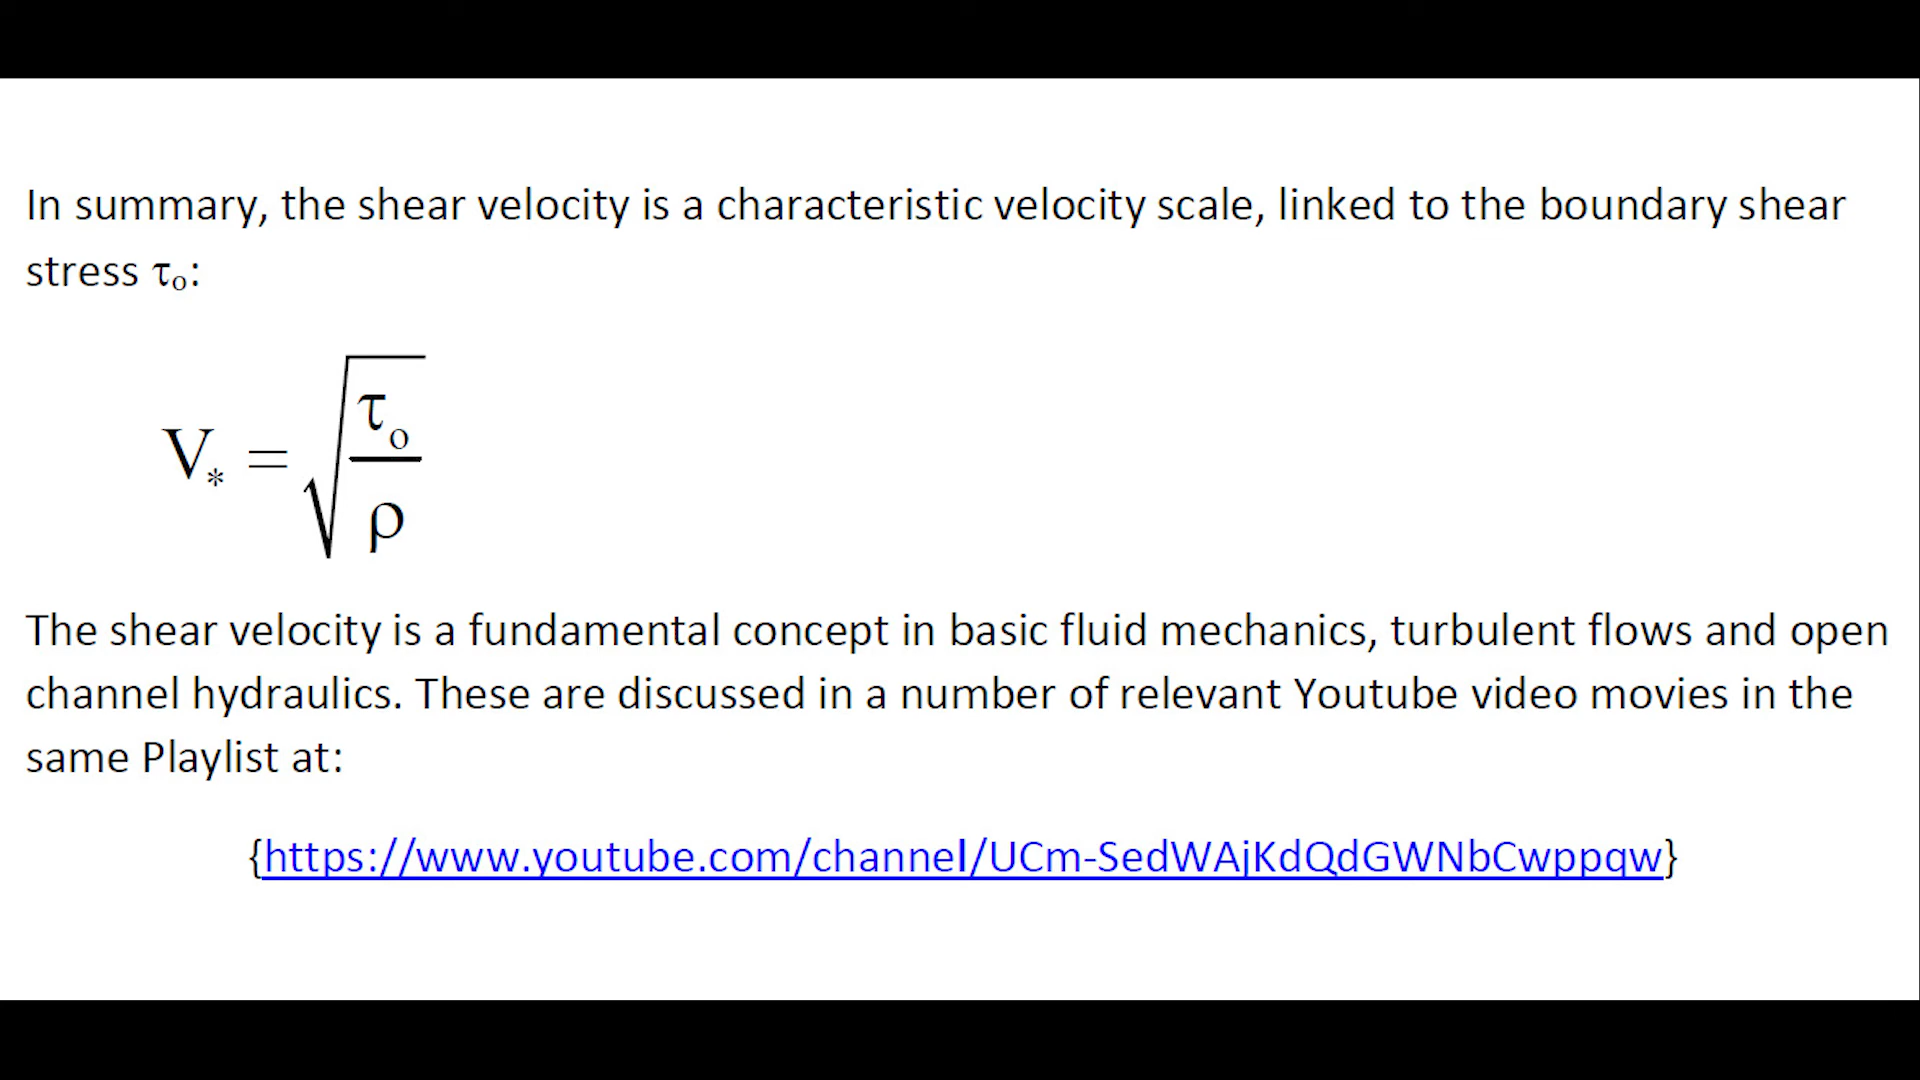 In summary, the shear velocity is a characteristic velocity scale, linked to the boundary shear
stress τₒ:
V* = √(τₒ/ρ)
The shear velocity is a fundamental concept in basic fluid mechanics, turbulent flows and open
channel hydraulics. These are discussed in a number of relevant Youtube video movies in the
same Playlist at:
{https://www.youtube.com/channel/UCm-SedWAjKdQdGWNbCwppqw}